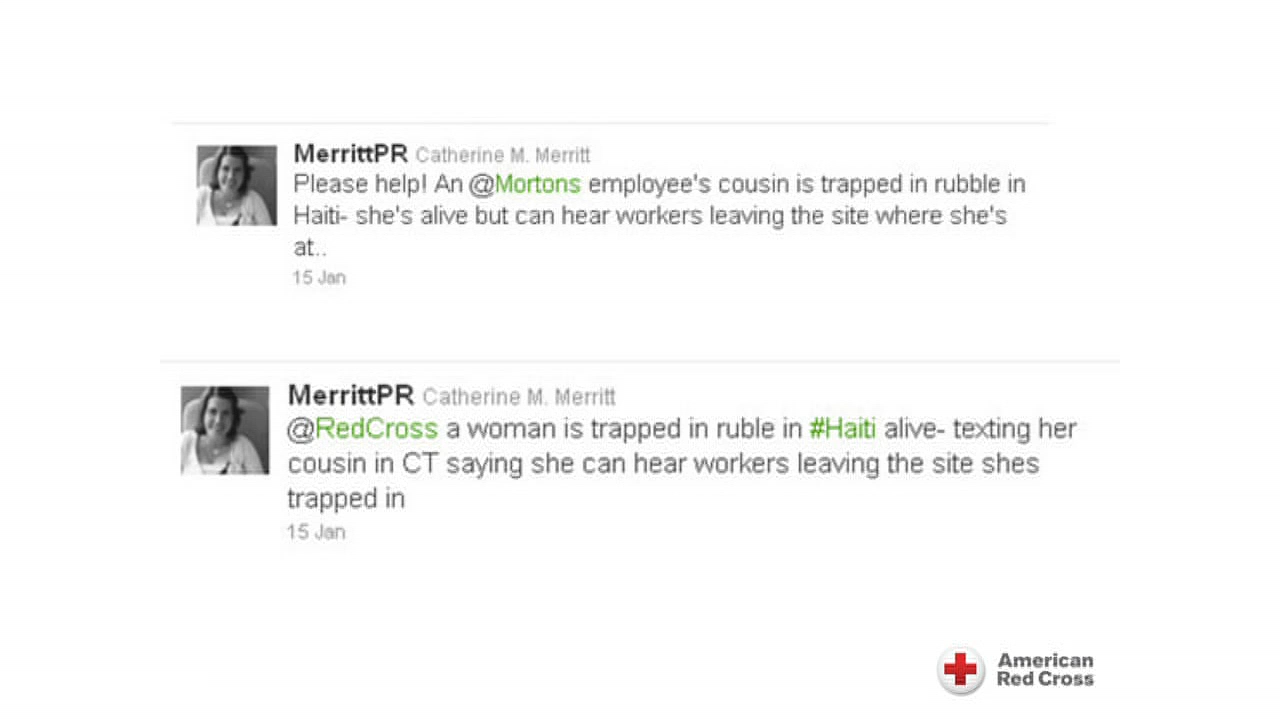 MerrittPR Catherine M. Merritt
Please help! An @Mortons employee's cousin is trapped in rubble in
Haiti- she's alive but can hear workers leaving the site where she's
at..
15 Jan
MerrittPR Catherine M. Merritt
@RedCross a woman is trapped in ruble in #Haiti alive- texting her
cousin in CT saying she can hear workers leaving the site shes
trapped in
15 Jan
American
Red Cross